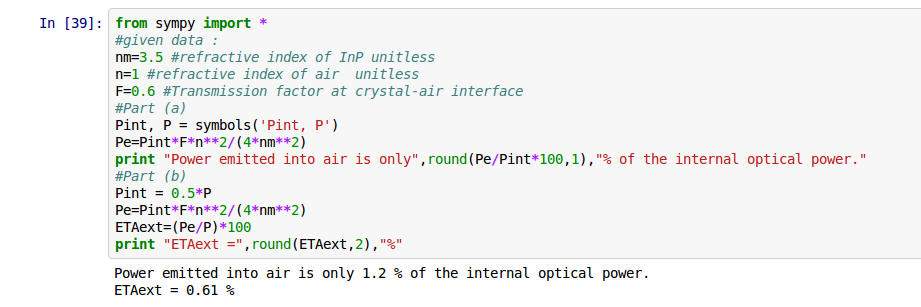 In [39]: from sympy import *
#given data :
nm=3.5 #refractive index of InP unitless
n=1 #refractive index of air  unitless
F=0.6 #Transmission factor at crystal-air interface
#Part (a)
Pint, P = symbols('Pint, P')
Pe=Pint*F*n**2/(4*nm**2)
print "Power emitted into air is only",round(Pe/Pint*100,1),"% of the internal optical power."
#Part (b)
Pint = 0.5*P
Pe=Pint*F*n**2/(4*nm**2)
ETAext=(Pe/P)*100
print "ETAext =",round(ETAext,2),"%"
Power emitted into air is only 1.2 % of the internal optical power.
ETAext = 0.61 %